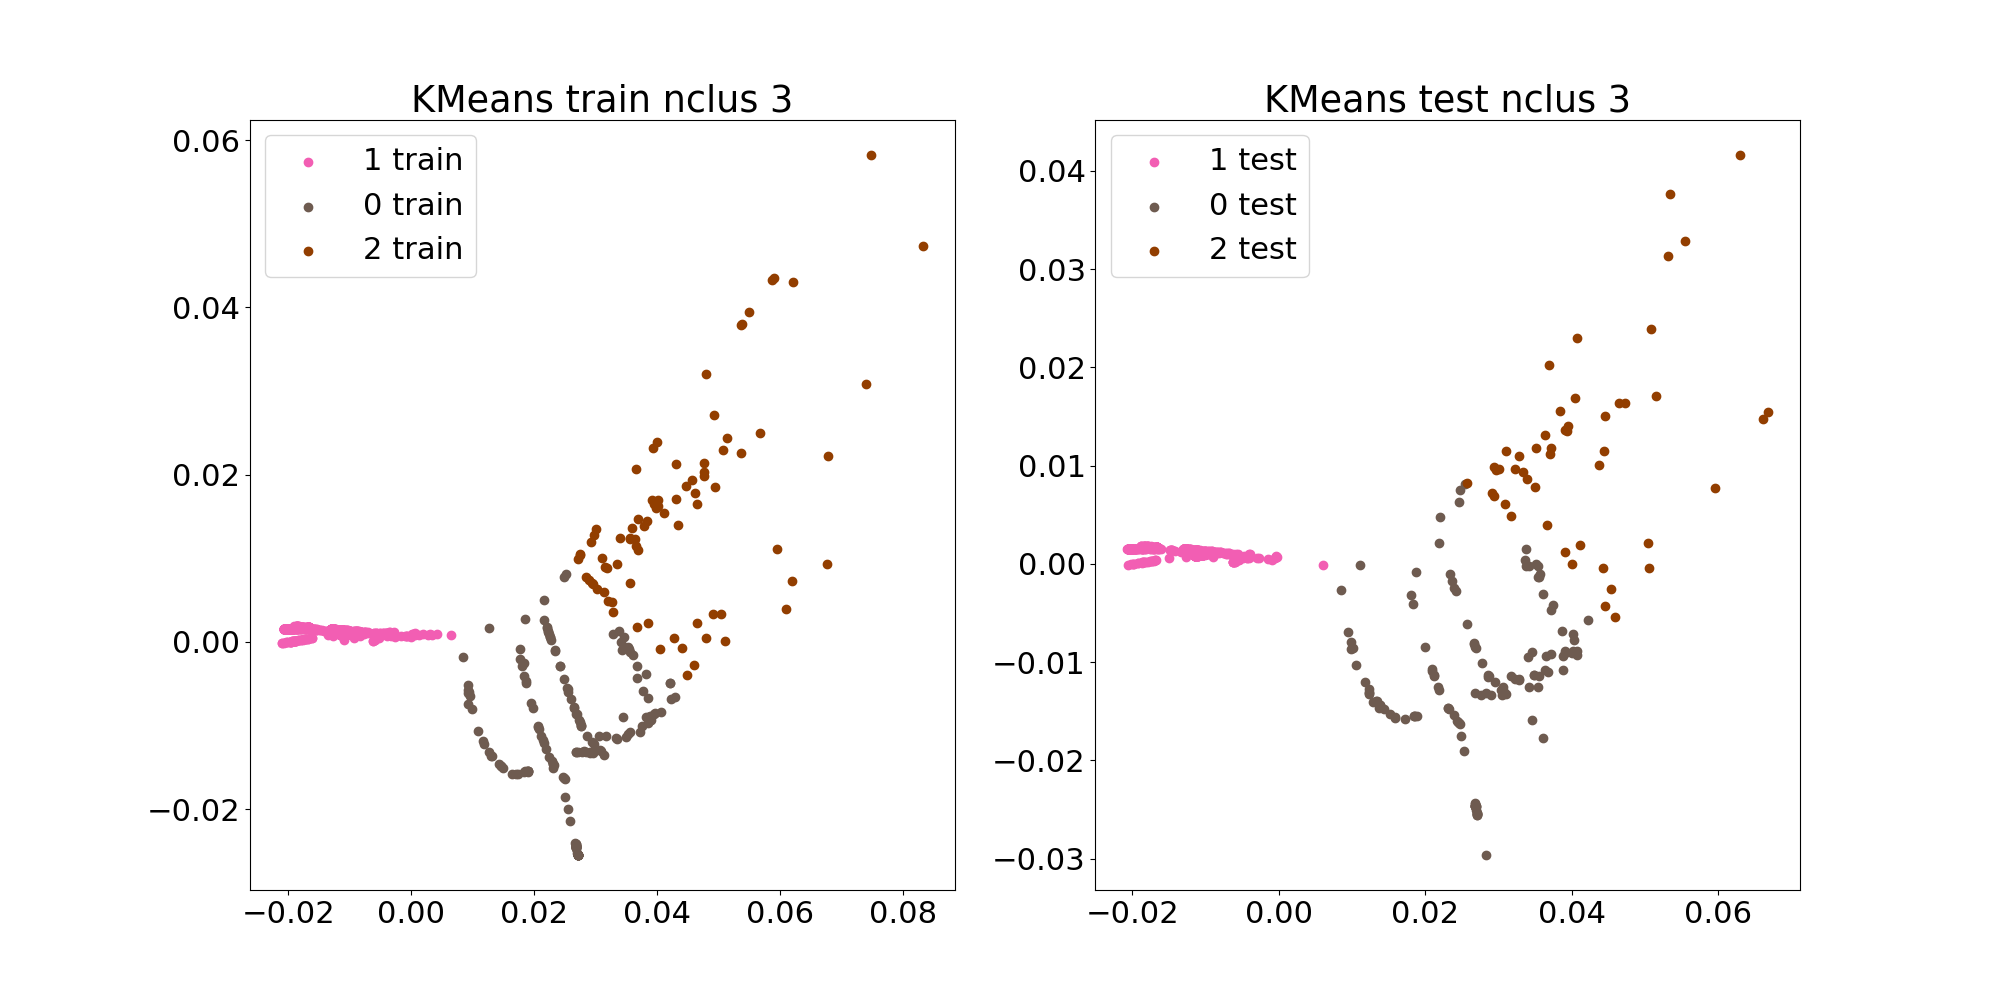 KMeans train nclus 3
1 train
0 train
2 train
0.06
0.04
0.02
0.00
−0.02
−0.02 0.00 0.02 0.04 0.06 0.08
KMeans test nclus 3
1 test
0 test
2 test
0.04
0.03
0.02
0.01
0.00
−0.01
−0.02
−0.03
−0.02 0.00 0.02 0.04 0.06